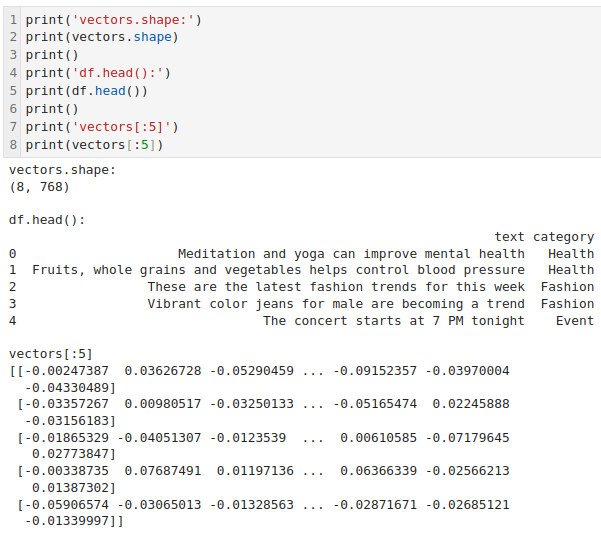 1 print('vectors.shape:')
2 print(vectors.shape)
3 print()
4 print('df.head():')
5 print(df.head())
6 print()
7 print('vectors[:5]')
8 print(vectors[:5])
vectors.shape:
(8, 768)
df.head():
text category
0 Meditation and yoga can improve mental health Health
1 Fruits, whole grains and vegetables helps control blood pressure Health
2 These are the latest fashion trends for this week Fashion
3 Vibrant color jeans for male are becoming a trend Fashion
4 The concert starts at 7 PM tonight Event
vectors[:5]
[[-0.00247387 0.03626728 -0.05290459 ... -0.09152357 -0.03970004
-0.04330489]
[-0.03357267 0.00980517 -0.03250133 ... -0.05165474 0.02245888
-0.03156183]
[-0.01865329 -0.04051307 -0.0123539 ... 0.00610585 -0.07179645
0.02773847]
[-0.00338735 0.07687491 0.01197136 ... 0.06366339 -0.02566213
0.01387302]
[-0.05906574 -0.03065013 -0.01328563 ... -0.02871671 -0.02685121
-0.01339997]]